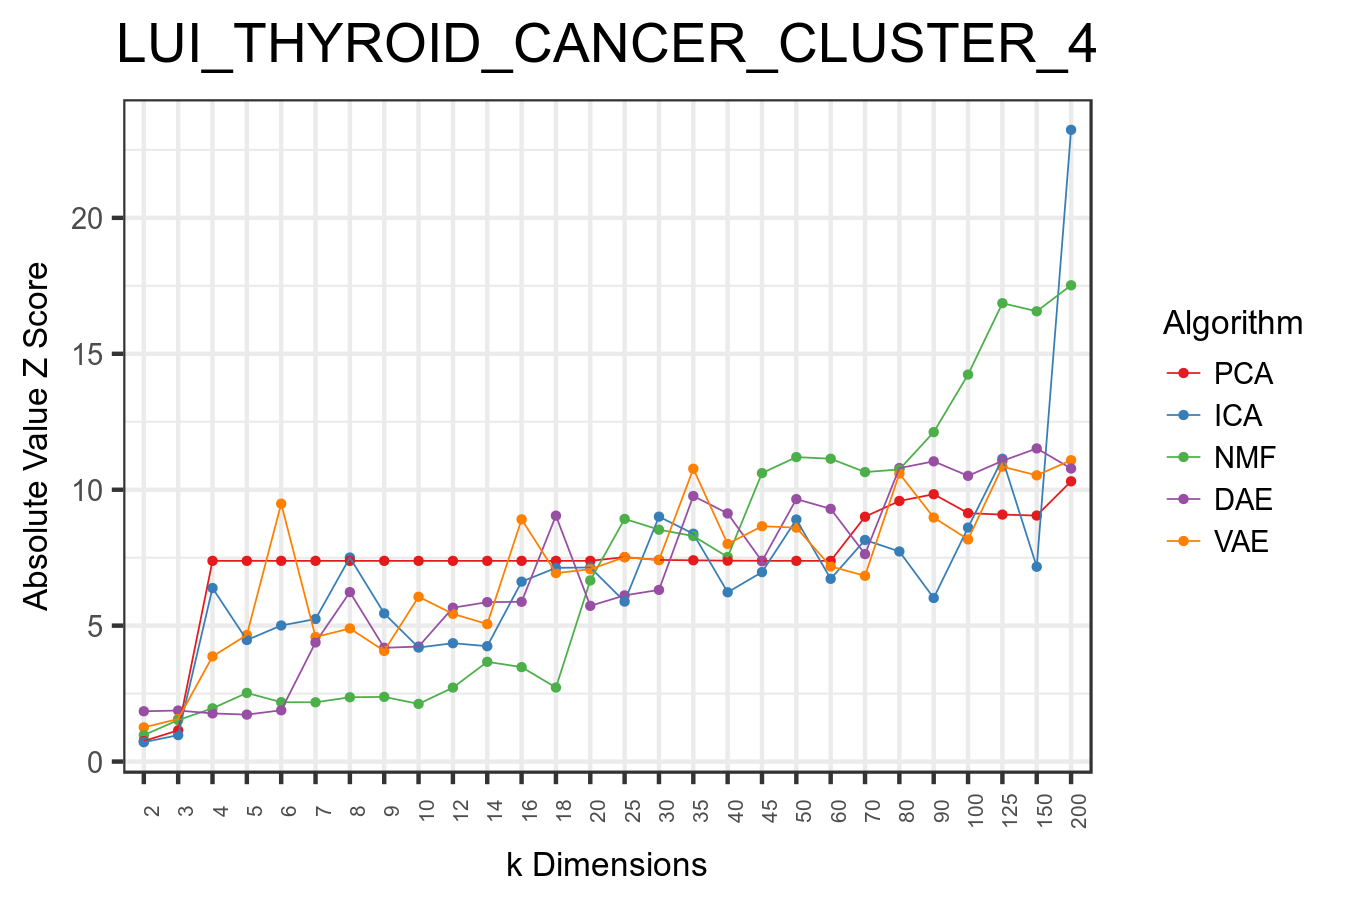 LUI_THYROID_CANCER_CLUSTER_4
Absolute Value Z Score
20
15
10
5
0
2 3 4 5 6 7 8 9 10 12 14 16 18 20 25 30 35 40 45 50 60 70 80 90 100 125 150 200
k Dimensions
Algorithm
PCA
ICA
NMF
DAE
VAE